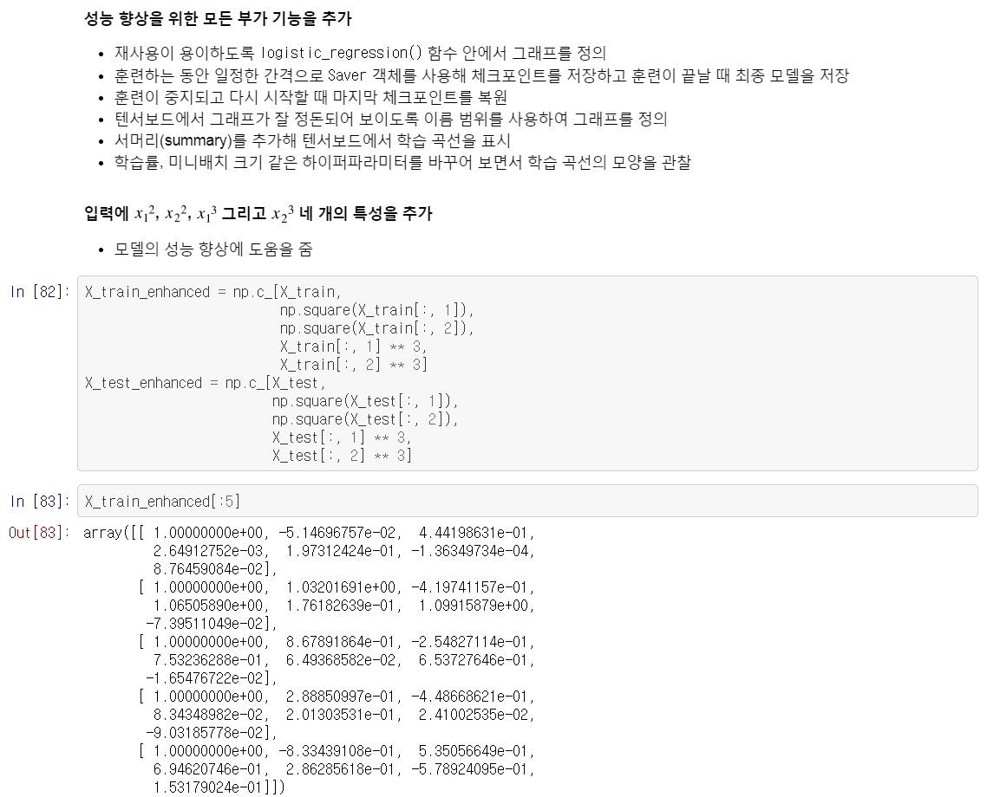 성능 향상을 위한 모든 부가 기능을 추가
• 재사용이 용이하도록 logistic_regression() 함수 안에서 그래프를 정의
• 훈련하는 동안 일정한 간격으로 Saver 객체를 사용해 체크포인트를 저장하고 훈련이 끝날 때 최종 모델을 저장
• 훈련이 중지되고 다시 시작할 때 마지막 체크포인트를 복원
• 텐서보드에서 그래프가 잘 정돈되어 보이도록 이름 범위를 사용하여 그래프를 정의
• 서머리(summary)를 추가해 텐서보드에서 학습 곡선을 표시
• 학습률, 미니배치 크기 같은 하이퍼파라미터를 바꾸어 보면서 학습 곡선의 모양을 관찰
입력에 x₁², x₂², x₁³ 그리고 x₂³ 네 개의 특성을 추가
• 모델의 성능 향상에 도움을 줌
In [82]: X_train_enhanced = np.c_[X_train,
np.square(X_train[:, 1]),
np.square(X_train[:, 2]),
X_train[:, 1] ** 3,
X_train[:, 2] ** 3]
X_test_enhanced = np.c_[X_test,
np.square(X_test[:, 1]),
np.square(X_test[:, 2]),
X_test[:, 1] ** 3,
X_test[:, 2] ** 3]
In [83]: X_train_enhanced[:5]
Out[83]: array([[ 1.00000000e+00, -5.14696757e-02, 4.44198631e-01,
2.64912752e-03, 1.97312424e-01, -1.36349734e-04,
8.76459084e-02],
[ 1.00000000e+00, 1.03201691e+00, -4.19741157e-01,
1.06505890e+00, 1.76182639e-01, 1.09915879e+00,
-7.39511049e-02],
[ 1.00000000e+00, 8.67891864e-01, -2.54827114e-01,
7.53236288e-01, 6.49368582e-02, 6.53727646e-01,
-1.65476722e-02],
[ 1.00000000e+00, 2.88850997e-01, -4.48668621e-01,
8.34348982e-02, 2.01303531e-01, 2.41002535e-02,
-9.03185778e-02],
[ 1.00000000e+00, -8.33439108e-01, 5.35056649e-01,
6.94620746e-01, 2.86285618e-01, -5.78924095e-01,
1.53179024e-01]])